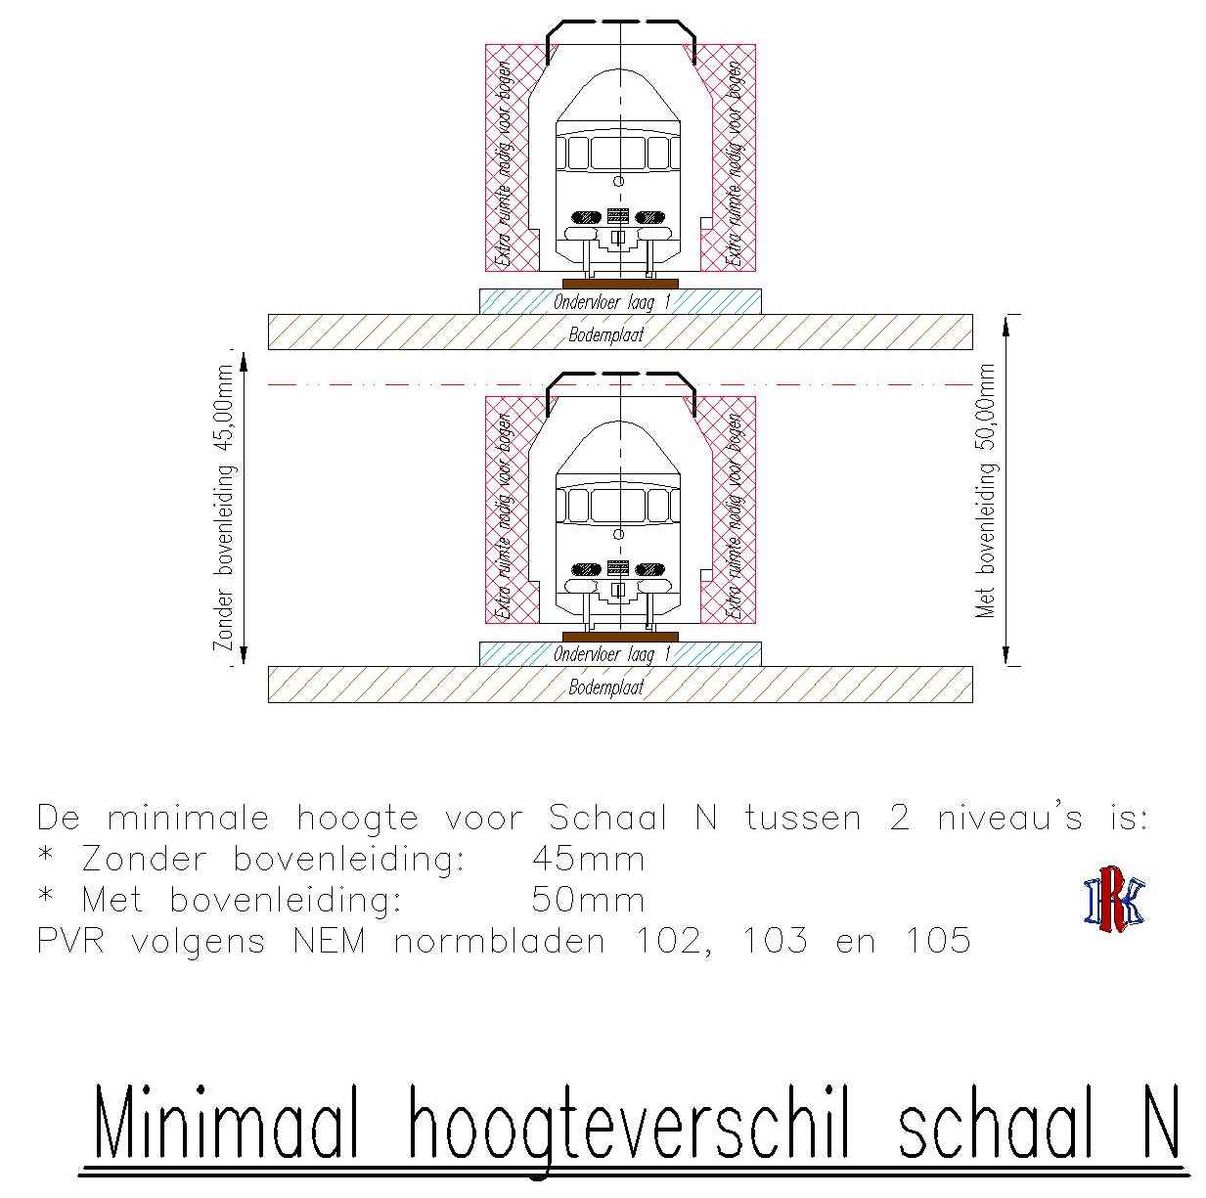 Extra ruimte nodig voor bogen
Extra ruimte nodig voor bogen
Ondervloer laag 1
Bodemplaat
Zonder bovenleiding 45,00mm
Met bovenleiding 50,00mm
Extra ruimte nodig voor bogen
Extra ruimte nodig voor bogen
Ondervloer laag 1
Bodemplaat
De minimale hoogte voor Schaal N tussen 2 niveau's is:
* Zonder bovenleiding: 45mm
* Met bovenleiding: 50mm
PVR volgens NEM normbladen 102, 103 en 105
IRK
Minimaal hoogteverschil schaal N